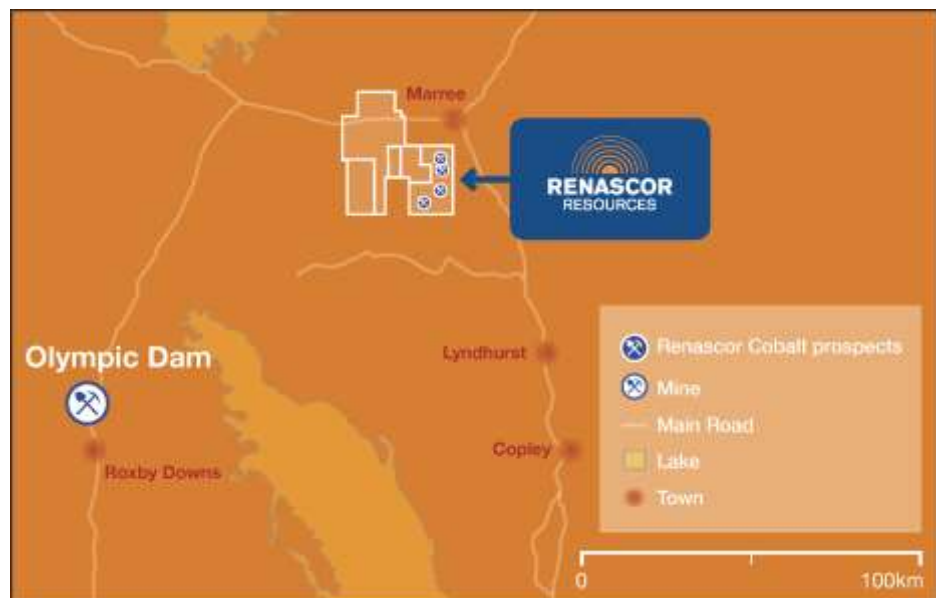 Marree
RENASCOR
RESOURCES
Olympic Dam
Lyndhurst
Copley
Roxby Downs
Renascor Cobalt prospects
Mine
Main Road
Lake
Town
0
100km